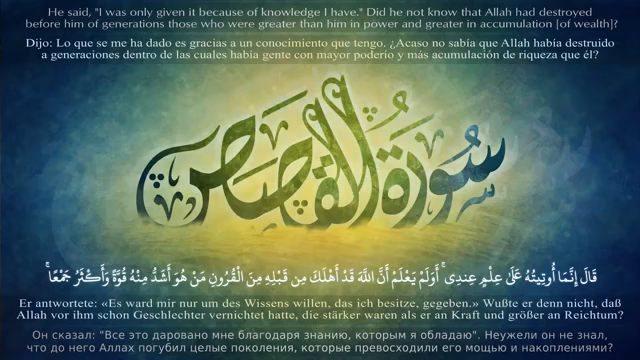 He said, "I was only given it because of knowledge I have." Did he not know that Allah had destroyed
before him of generations those who were greater than him in power and greater in accumulation [of wealth]?
Dijo: Lo que se me ha dado es gracias a un conocimiento que tengo. ¿Acaso no sabía que Allah había destruido
a generaciones dentro de las cuales había gente con mayor poderío y más acumulación de riqueza que él?
سورة القصص
قَالَ إِنَّمَا أُوتِيتُهُ عَلَىٰ عِلْمٍ عِندِي ۚ أَوَلَمْ يَعْلَمْ أَنَّ اللَّهَ قَدْ أَهْلَكَ مِن قَبْلِهِ مِنَ الْقُرُونِ مَنْ هُوَ أَشَدُّ مِنْهُ قُوَّةً وَأَكْثَرُ جَمْعًا ۚ
Er antwortete: «Es ward mir nur um des Wissens willen, das ich besitze, gegeben.» Wußte er denn nicht, daß
Allah vor ihm schon Geschlechter vernichtet hatte, die stärker waren als er an Kraft und größer an Reichtum?
Он сказал: "Все это даровано мне благодаря знанию, которым я обладаю". Неужели он не знал,
что до него Аллах погубил целые поколения, которые превосходили его мощью и накоплениями?